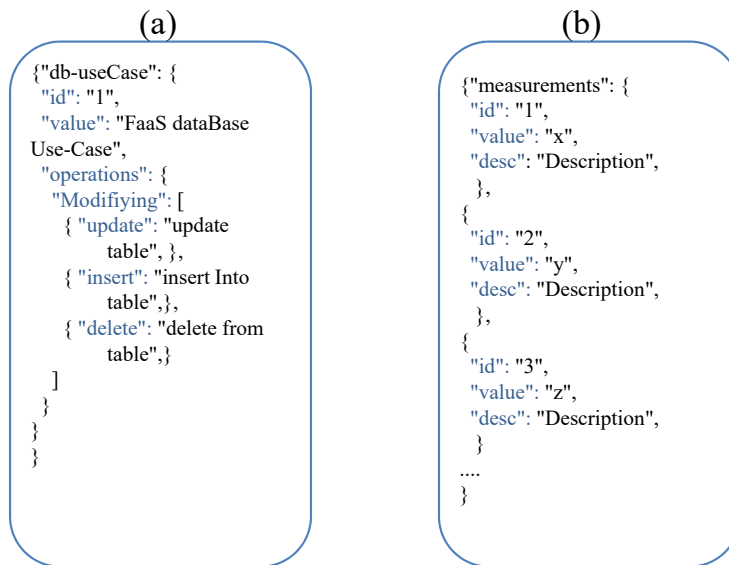 (a)
{"db-useCase": {
"id": "1",
"value": "FaaS dataBase
Use-Case",
"operations": {
"Modifiying": [
{ "update": "update
table", },
{ "insert": "insert Into
table",},
{ "delete": "delete from
table",}
]
}
}
}
(b)
{"measurements": {
"id": "1",
"value": "x",
"desc": "Description",
},
{
"id": "2",
"value": "y",
"desc": "Description",
},
{
"id": "3",
"value": "z",
"desc": "Description",
}
....
}